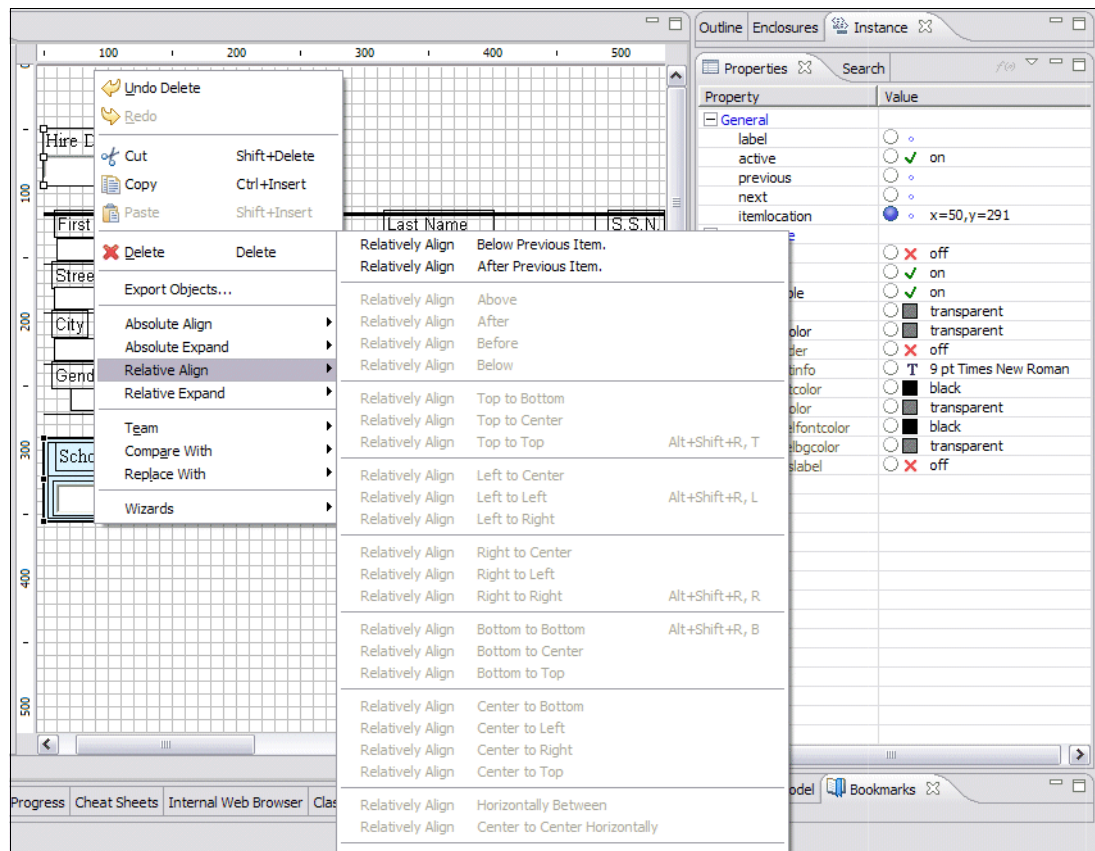 Outline Enclosures Instance
100 200 300 400 500
Properties Search f(x)
Property Value
General
label
active on
previous
next
itemlocation x=50,y=291
off
on
on
transparent
transparent
off
T 9 pt Times New Roman
black
transparent
lfontcolor black
lbgcolor transparent
slabel off
Hire D
First
Last Name
S.S.N.
Stree
City
Gend
Scho
100
200
300
400
500
Undo Delete
Redo
Cut Shift+Delete
Copy Ctrl+Insert
Paste Shift+Insert
Delete Delete
Export Objects...
Absolute Align
Absolute Expand
Relative Align
Relative Expand
Team
Compare With
Replace With
Wizards
Relatively Align Below Previous Item.
Relatively Align After Previous Item.
Relatively Align Above
Relatively Align After
Relatively Align Before
Relatively Align Below
Relatively Align Top to Bottom
Relatively Align Top to Center
Relatively Align Top to Top Alt+Shift+R, T
Relatively Align Left to Center
Relatively Align Left to Left Alt+Shift+R, L
Relatively Align Left to Right
Relatively Align Right to Center
Relatively Align Right to Left
Relatively Align Right to Right Alt+Shift+R, R
Relatively Align Bottom to Bottom Alt+Shift+R, B
Relatively Align Bottom to Center
Relatively Align Bottom to Top
Relatively Align Center to Bottom
Relatively Align Center to Left
Relatively Align Center to Right
Relatively Align Center to Top
Relatively Align Horizontally Between
Relatively Align Center to Center Horizontally
Progress Cheat Sheets Internal Web Browser Clas
odel Bookmarks